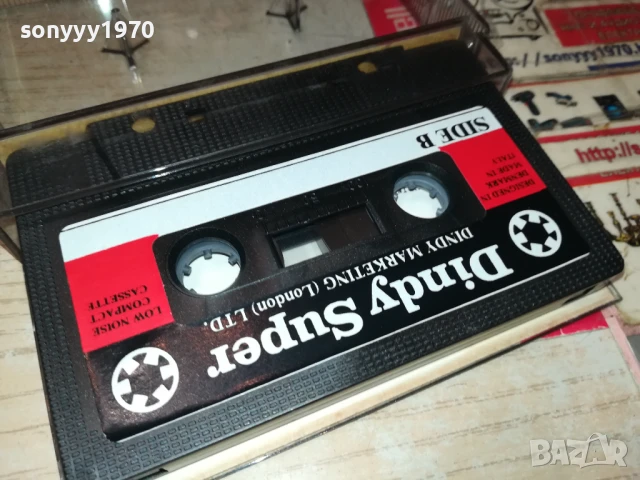 sonyyy1970
SIDE B
DESIGNED IN
DENMARK
MADE IN
ITALY
LOW NOISE
COMPACT
CASSETTE
DINDY MARKETING (London) LTD.
Dindy Super
http://s
BAZAR